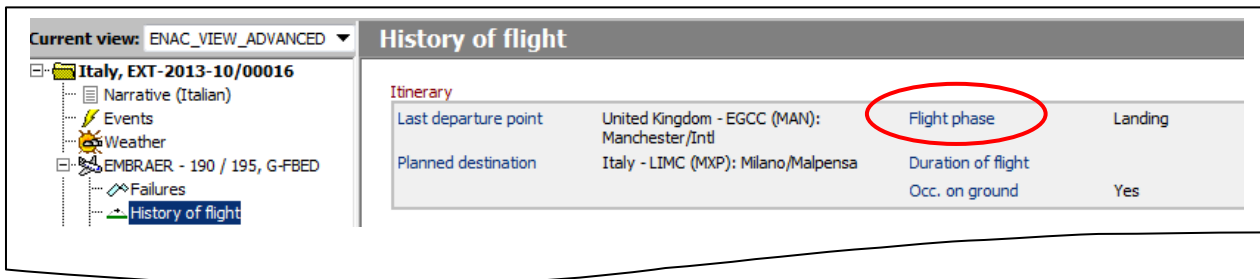 Current view: ENAC_VIEW_ADVANCED
History of flight
Italy, EXT-2013-10/00016
Narrative (Italian)
Events
Weather
EMBRAER - 190 / 195, G-FBED
Failures
History of flight
Itinerary
Last departure point United Kingdom - EGCC (MAN): Flight phase Landing
Manchester/Intl
Planned destination Italy - LIMC (MXP): Milano/Malpensa Duration of flight
Occ. on ground Yes